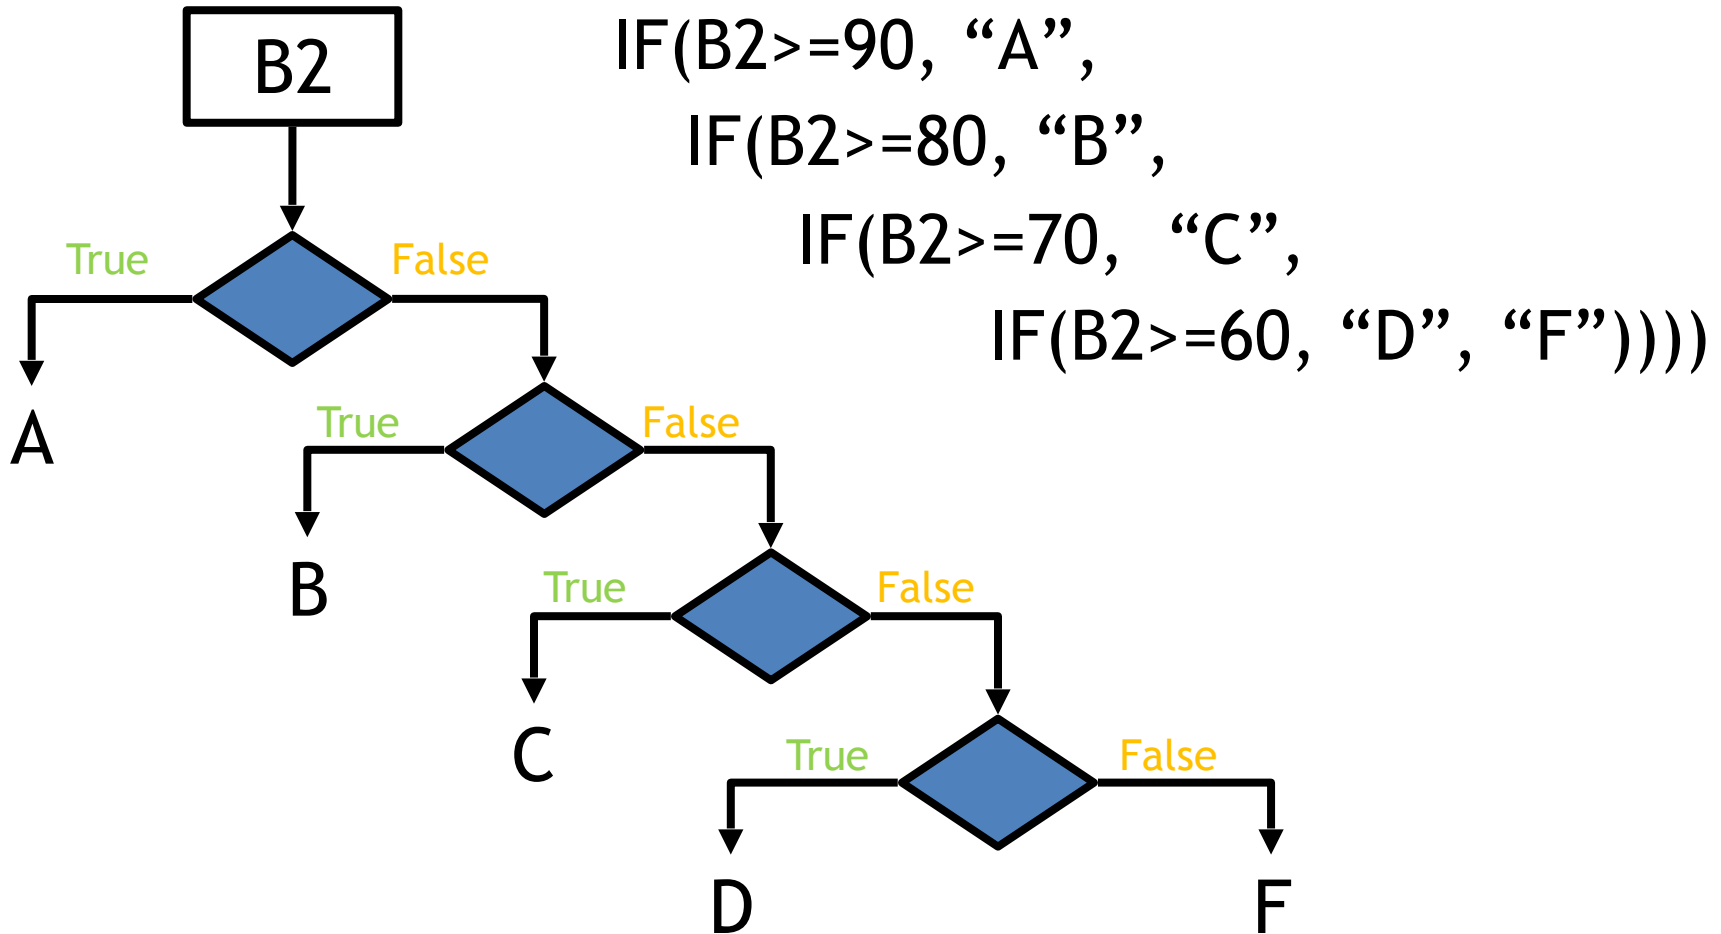 B2
IF(B2>=90, “A”,
IF(B2>=80, “B”,
IF(B2>=70, “C”,
IF(B2>=60, “D”, “F”))))
True
False
A
True
False
B
True
False
C
True
False
D
F